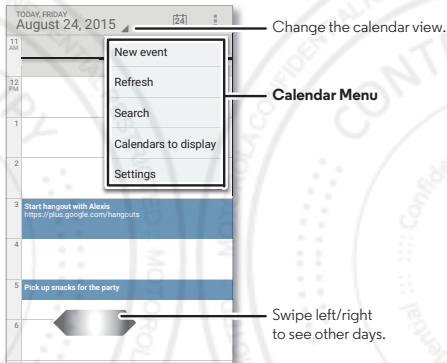 TODAY, FRIDAY
August 24, 2015
24
Change the calendar view.
11
AM
New event
Refresh
12
PM
Calendar Menu
Search
1
Calendars to display
2
Settings
3
Start hangout with Alexis
https://plus.google.com/hangouts
4
5
Pick up snacks for the party
6
Swipe left/right
to see other days.